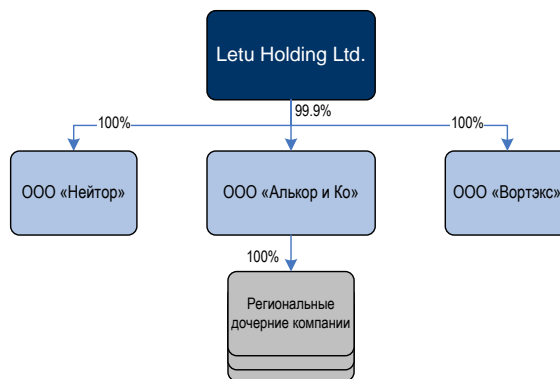 Letu Holding Ltd.
99.9%
100%
100%
ООО «Нейтор»
ООО «Алькор и Ко»
ООО «Вортэкс»
100%
Региональные
дочерние компании